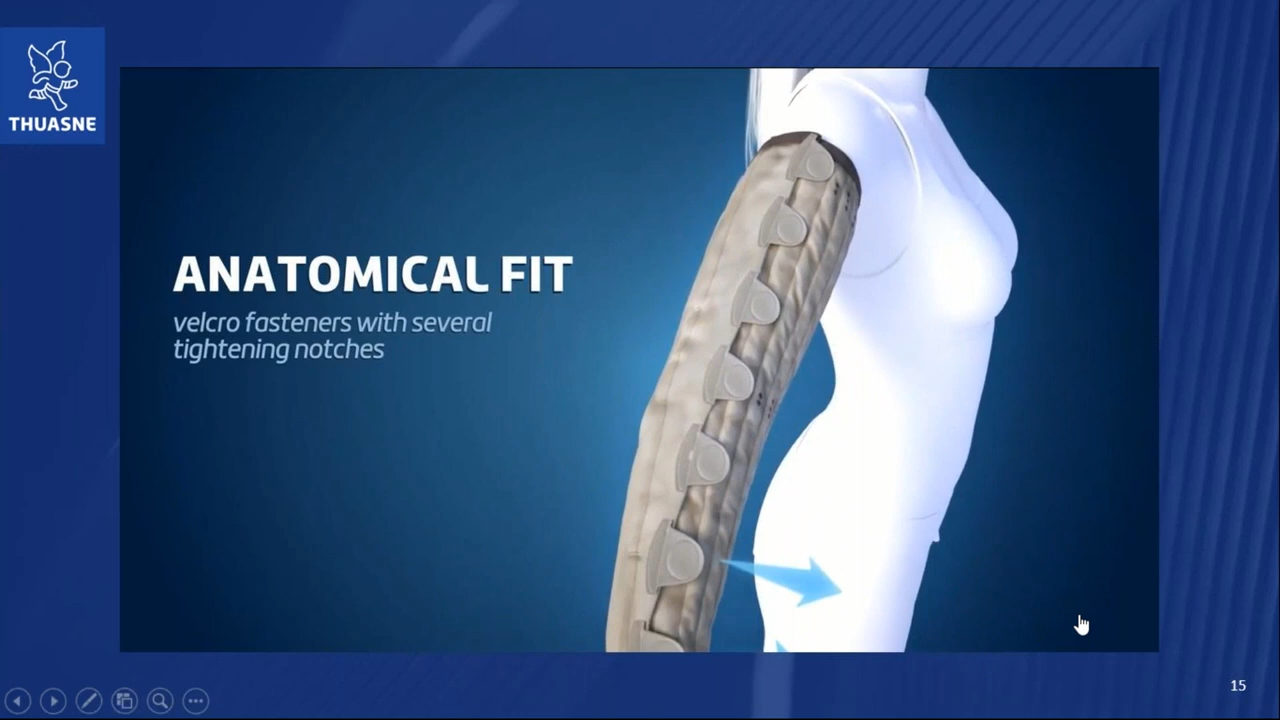 THUASNE
ANATOMICAL FIT
velcro fasteners with several
tightening notches
15